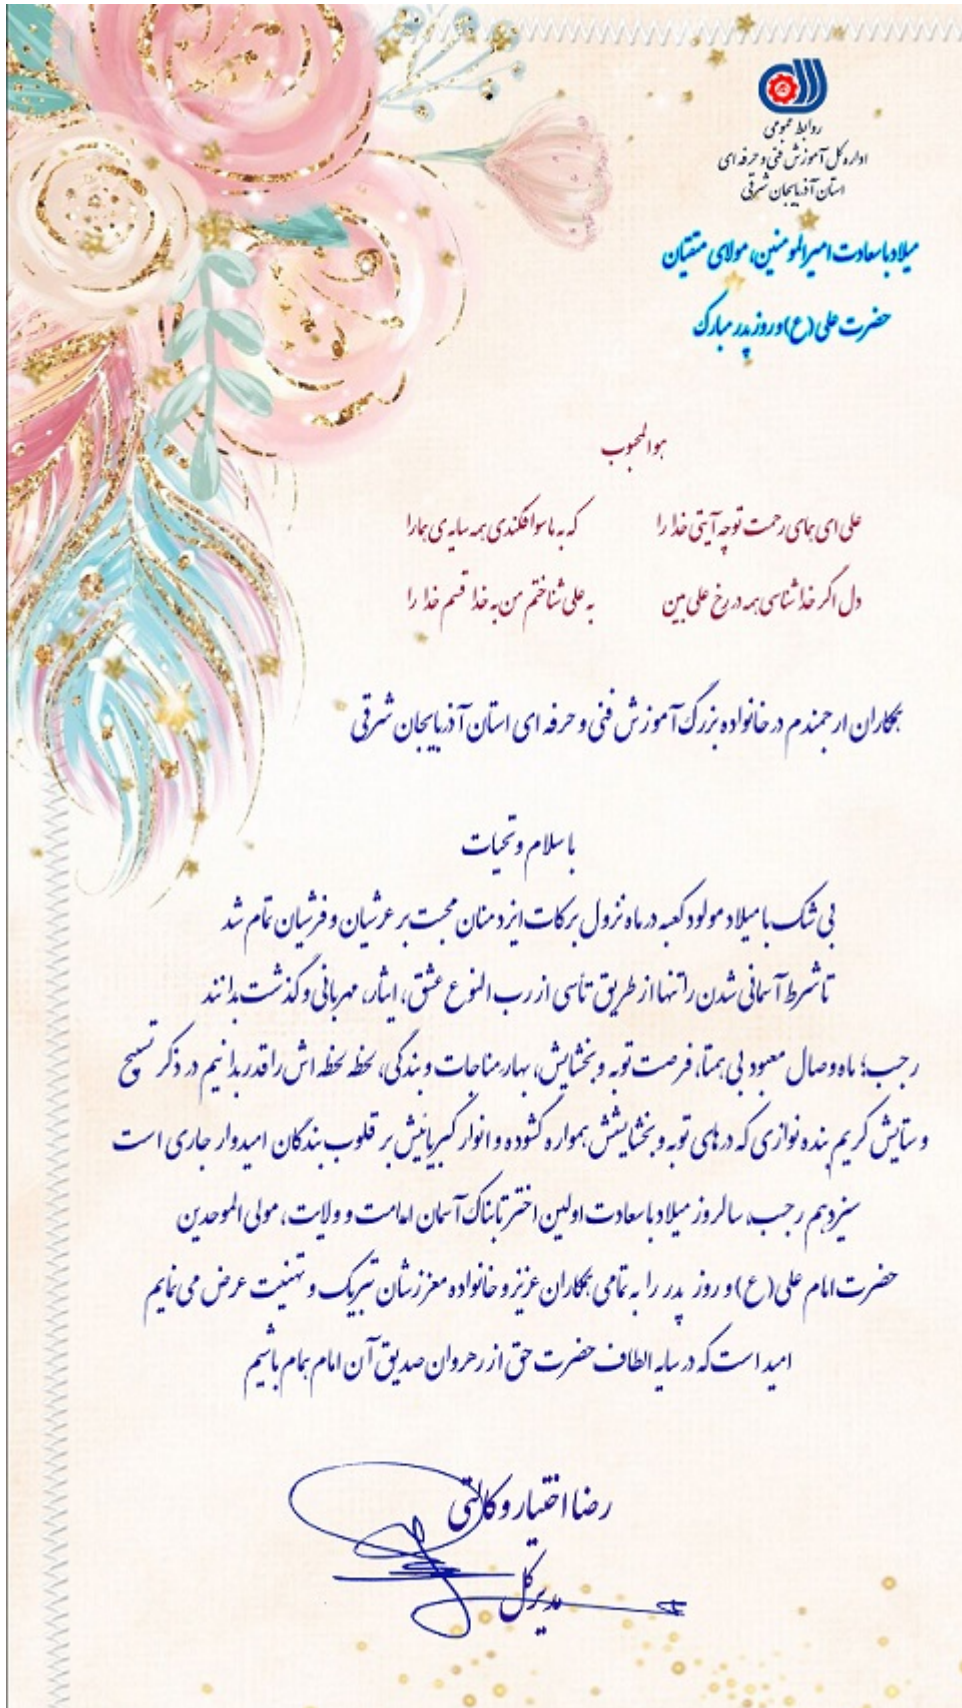 روابط عمومی
اداره کل آموزش فنی و حرفه ای
استان آذربایجان شرقی
میلاد باسعادت امیرالمومنین، مولای متقیان
حضرت علی (ع) و روز پدر مبارک
هوالمحبوب
علی ای همای رحمت تو چه آیتی خدا را که به ماسوا فکندی همه سایه ی هما را
دل اگر خدا شناسی همه در رخ علی بین به علی شناختم من به خدا قسم خدا را
همکاران ارجمندم در خانواده بزرگ آموزش فنی و حرفه ای استان آذربایجان شرقی
با سلام و تحیات
بی شک با میلاد مولود کعبه در ماه نزول برکات ایزد منان محبت بر عرشیان و فرشیان تمام شد
تا شرط آسمانی شدن را تنها از طریق تأسی از رب النوع عشق، ایثار، مهربانی و گذشت بدانند
رجب؛ ماه وصال معبود بی همتا، فرصت توبه و بخشایش، بهار مناجات و بندگی، لحظه لحظه اش را قدر بدانیم در ذکر تسبیح
و ستایش کریم بنده نوازی که درهای توبه و بخشایشش همواره گشوده و انوار کبریائیش بر قلوب بندگان امیدوار جاری است
سیزدهم رجب، سالروز میلاد باسعادت اولین اختر تابناک آسمان امامت و ولایت، مولی الموحدین
حضرت امام علی (ع) و روز پدر را به تمامی همکاران عزیز و خانواده معززشان تبریک و تهنیت عرض می نمایم
امید است که در سایه الطاف حضرت حق از رهروان صدیق آن امام همام باشیم
رضا اختیار وکالتی
مدیرکل